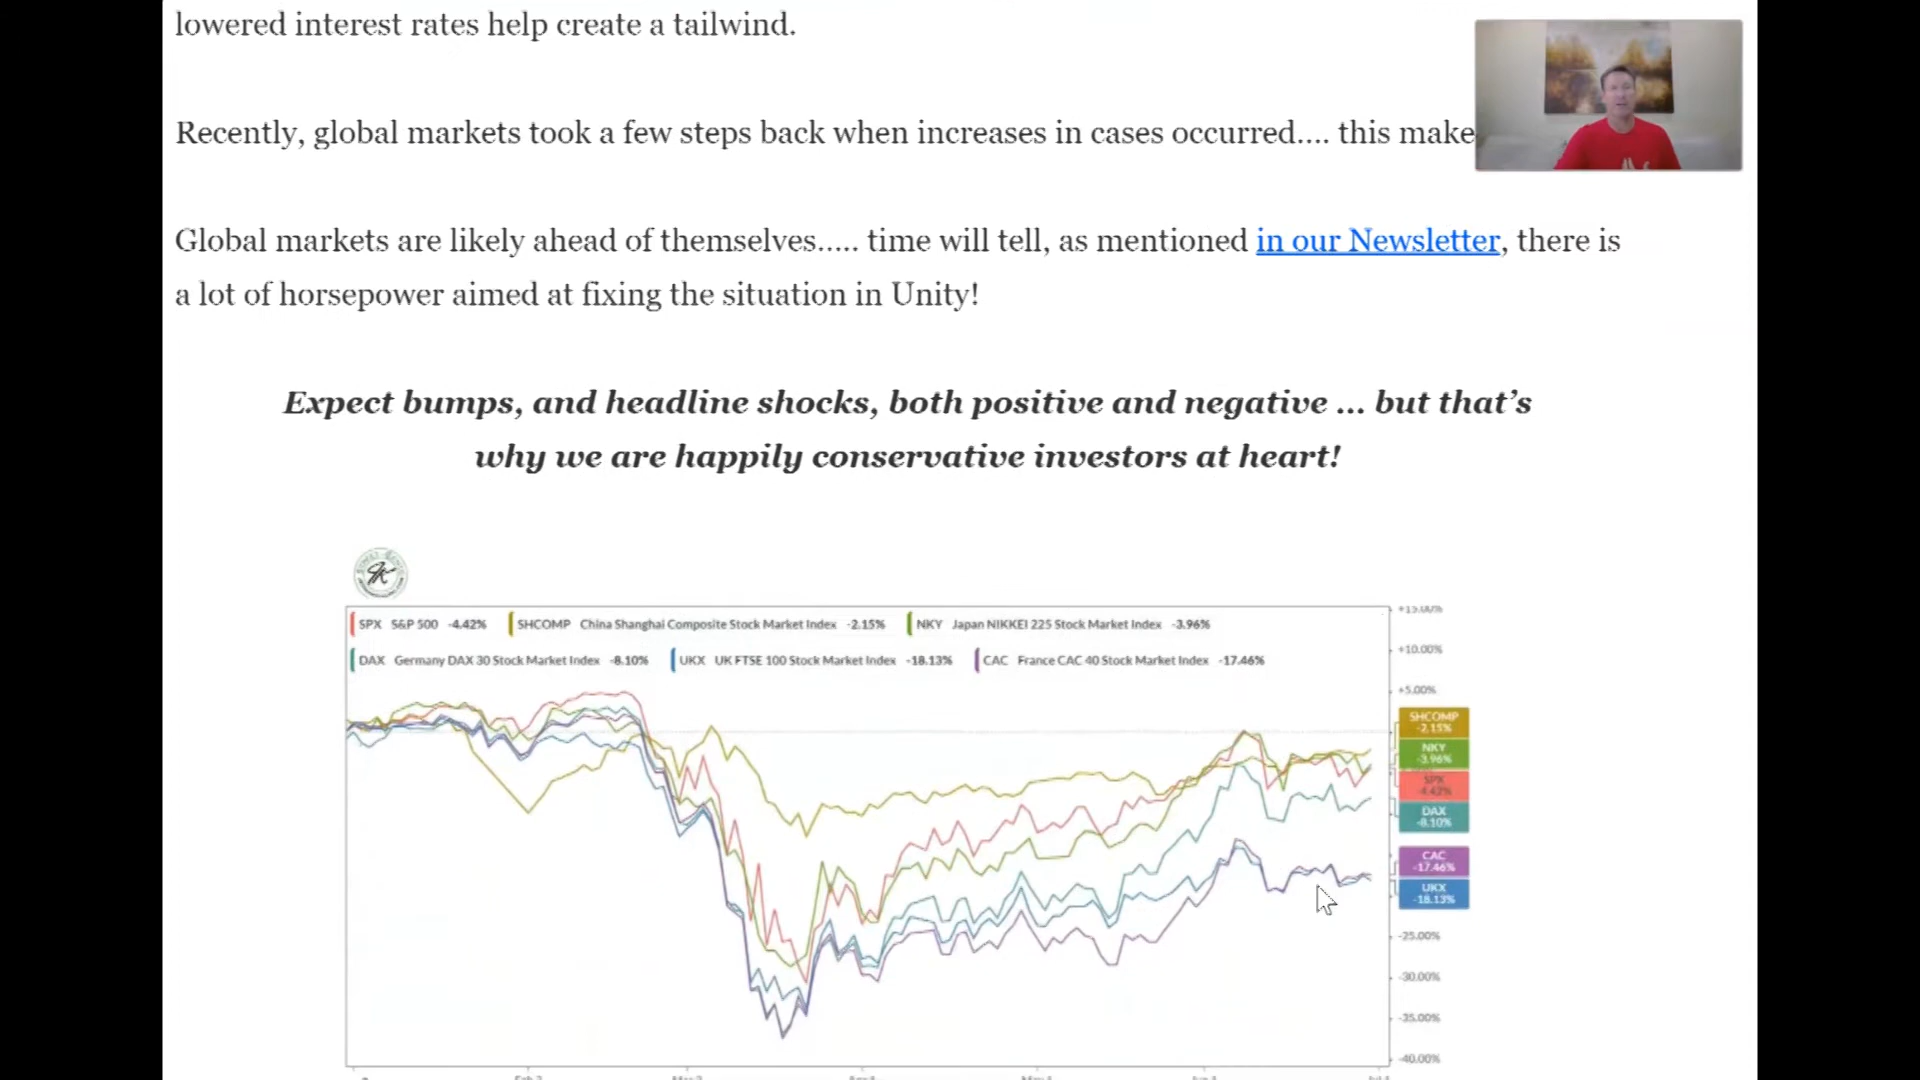 lowered interest rates help create a tailwind.
Recently, global markets took a few steps back when increases in cases occurred.... this make
Global markets are likely ahead of themselves..... time will tell, as mentioned in our Newsletter, there is
a lot of horsepower aimed at fixing the situation in Unity!
Expect bumps, and headline shocks, both positive and negative ... but that's
why we are happily conservative investors at heart!
SPX S&P 500 -4.42% SHCOMP China Shanghai Composite Stock Market Index -2.15% NKY Japan NIKKEI 225 Stock Market Index -3.96%
DAX Germany DAX 30 Stock Market Index -8.10% UKX UK FTSE 100 Stock Market Index -18.13% CAC France CAC 40 Stock Market Index -17.46%
+15.00%
+10.00%
+5.00%
SHCOMP
-2.15%
NKY
-3.96%
SPX
-4.42%
DAX
-8.10%
CAC
-17.46%
UKX
-18.13%
-25.00%
-30.00%
-35.00%
-40.00%